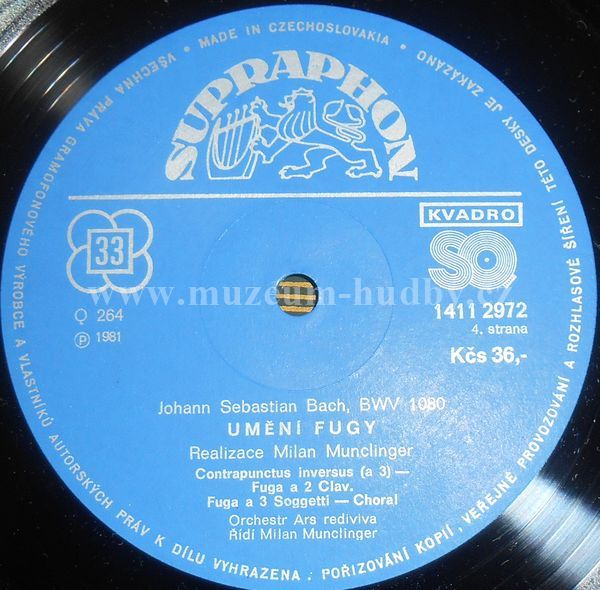 VŠECHNA PRÁVA GRAMOFONOVÉHO VÝROBCE A VLASTNÍKŮ AUTORSKÝCH PRÁV K DÍLU VYHRAZENA. POŘIZOVÁNÍ KOPIÍ, VEŘEJNÉ PROVOZOVÁNÍ A ROZHLASOVÉ ŠÍŘENÍ TÉTO DESKY JE ZAKÁZÁNO
• MADE IN CZECHOSLOVAKIA •
SUPRAPHON
33
KVADRO
SQ
www.muzeum-hudby.cz
Q 264
1411 2972
Ⓟ 1981
4. strana
Kčs 36,-
Johann Sebastian Bach, BWV 1080
UMĚNÍ FUGY
Realizace Milan Munclinger
Contrapunctus inversus (a 3) —
Fuga a 2 Clav.
Fuga a 3 Soggetti — Choral
Orchestr Ars rediviva
Řídí Milan Munclinger